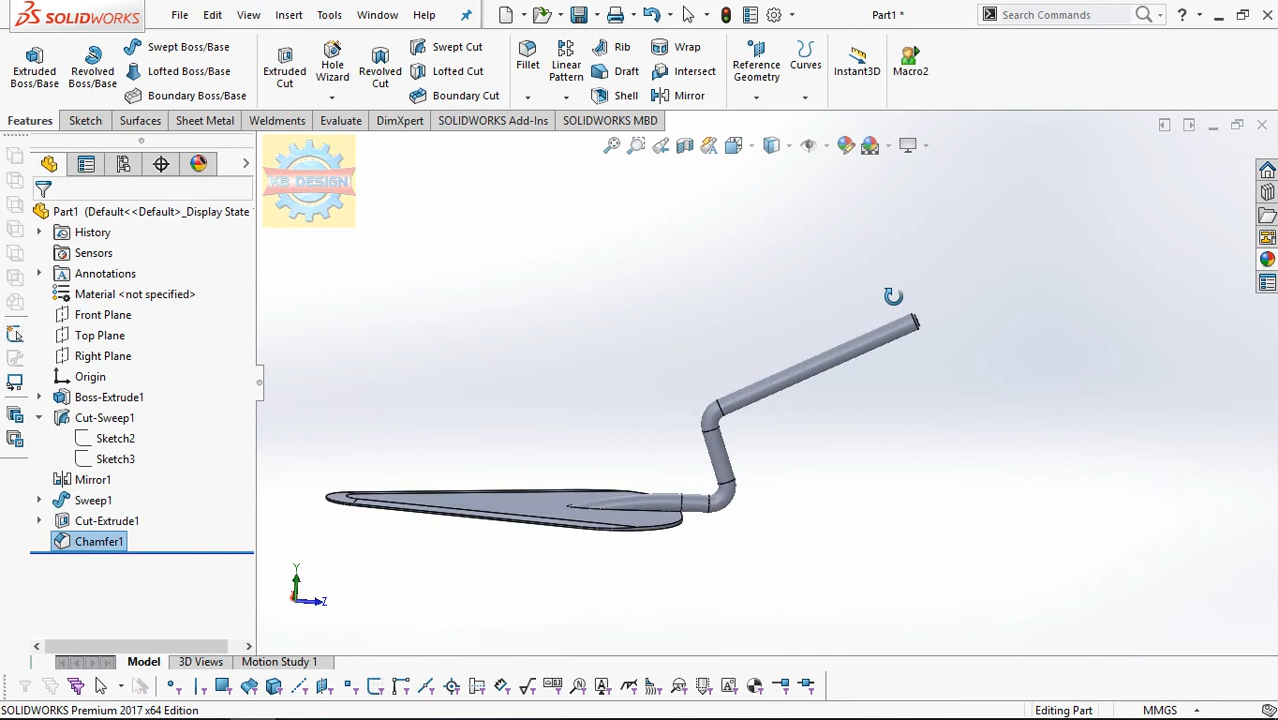 SOLIDWORKS File Edit View Insert Tools Window Help Part1 * Search Commands
Extruded Boss/Base
Revolved Boss/Base
Swept Boss/Base
Lofted Boss/Base
Boundary Boss/Base
Extruded Cut
Hole Wizard
Revolved Cut
Swept Cut
Lofted Cut
Boundary Cut
Fillet
Linear Pattern
Rib
Draft
Shell
Wrap
Intersect
Mirror
Reference Geometry
Curves
Instant3D
Macro2
Features Sketch Surfaces Sheet Metal Weldments Evaluate DimXpert SOLIDWORKS Add-Ins SOLIDWORKS MBD
KS DESIGN
Part1 (Default<<Default>_Display State
History
Sensors
Annotations
Material <not specified>
Front Plane
Top Plane
Right Plane
Origin
Boss-Extrude1
Cut-Sweep1
Sketch2
Sketch3
Mirror1
Sweep1
Cut-Extrude1
Chamfer1
Y
Z
Model 3D Views Motion Study 1
SOLIDWORKS Premium 2017 x64 Edition Editing Part MMGS